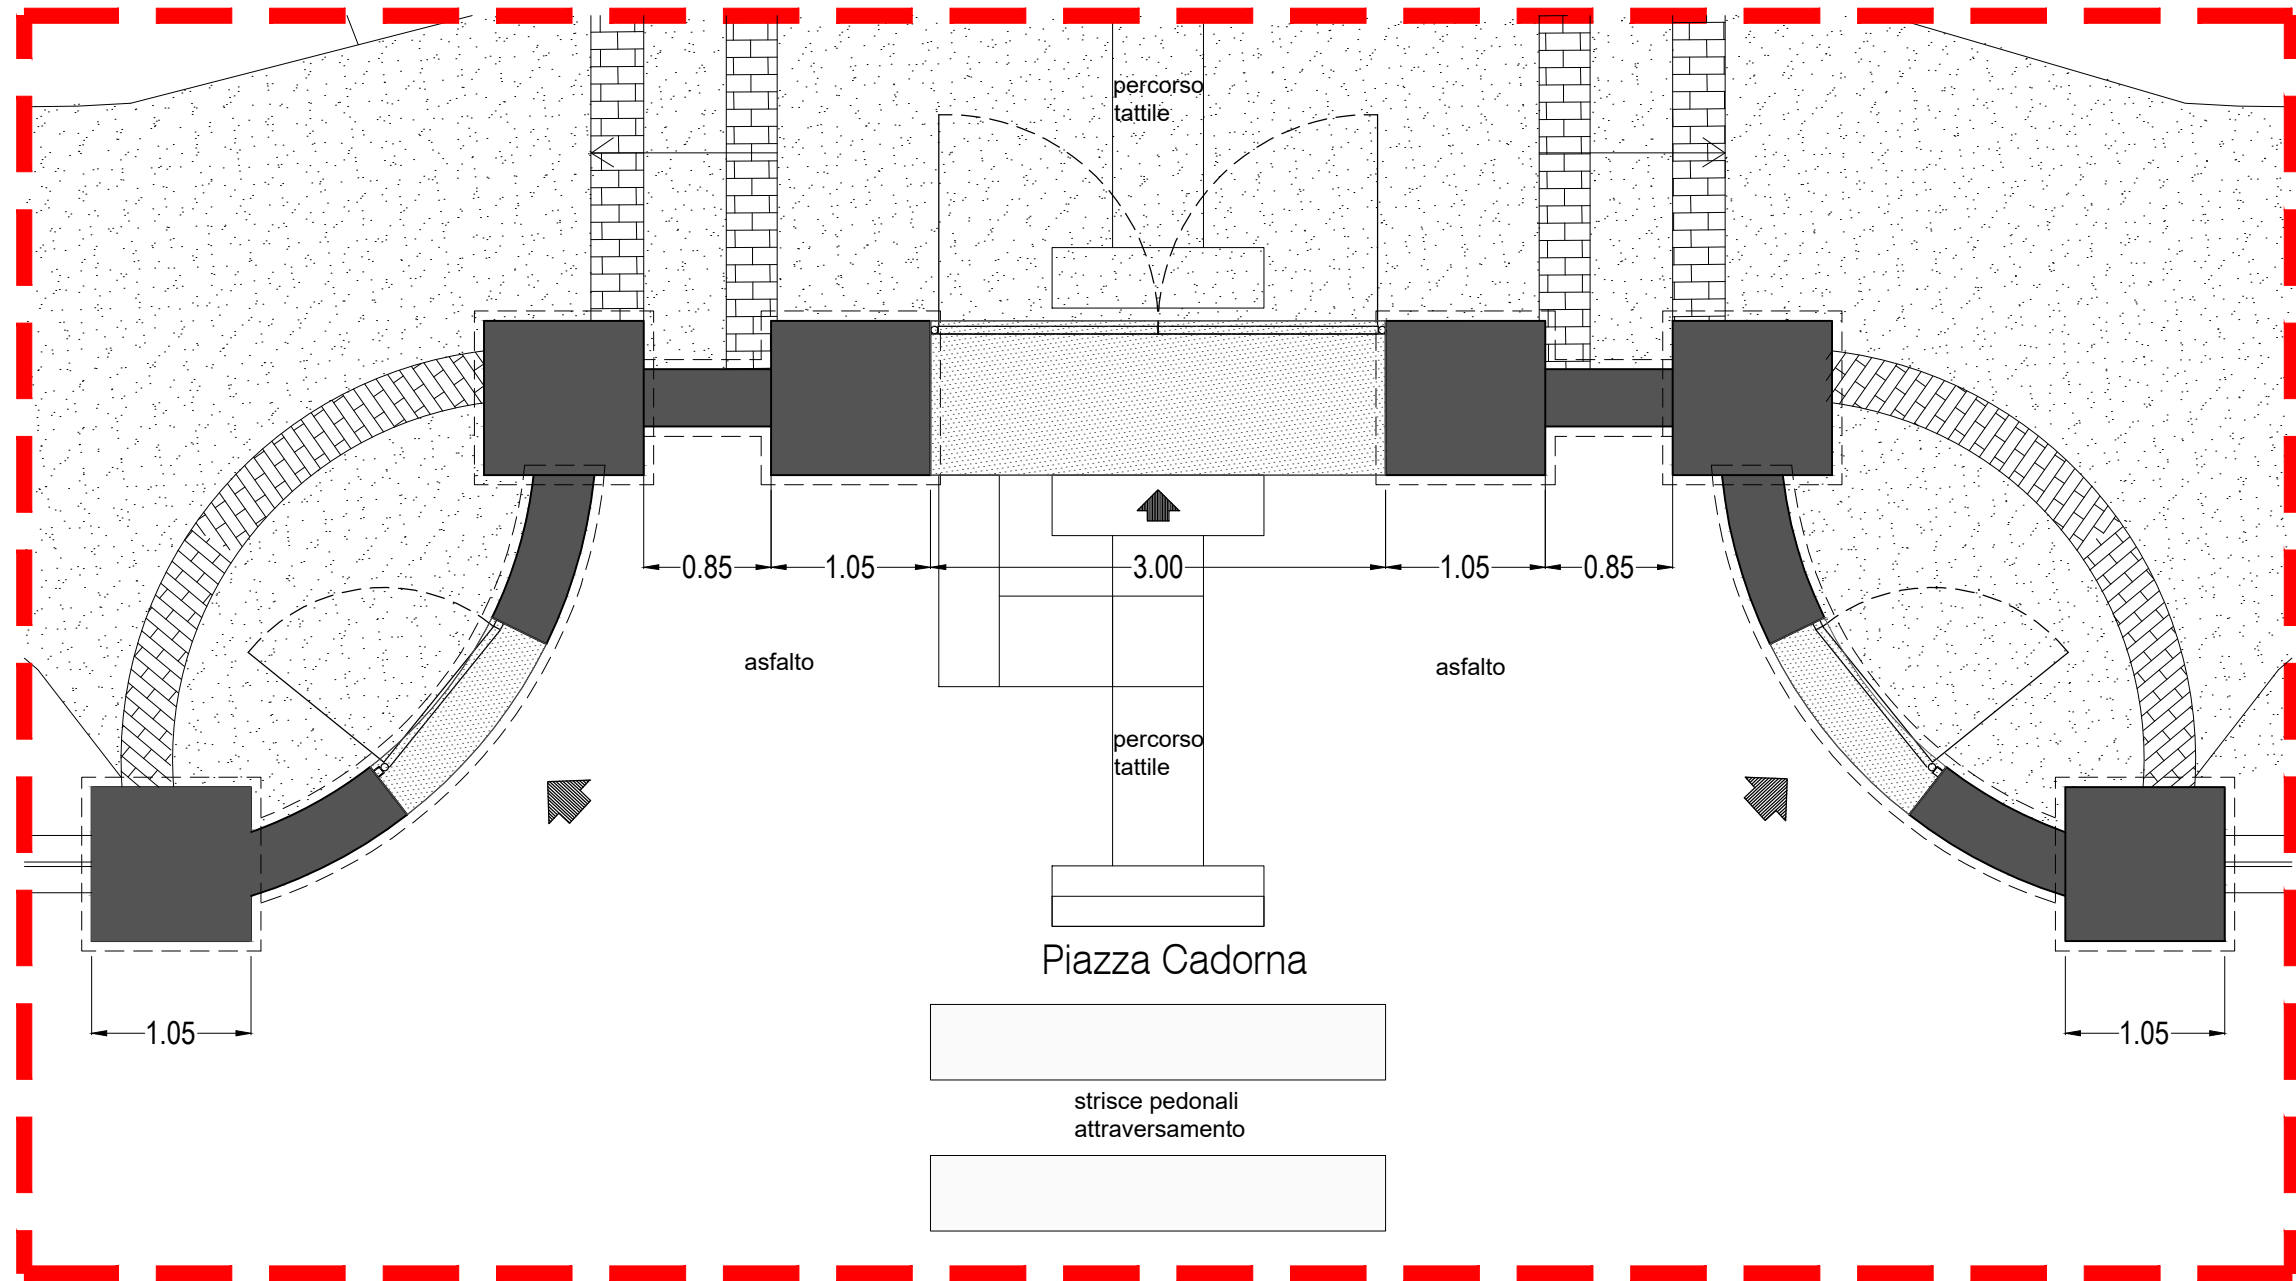 percorso
tattile
0.85
1.05
3.00
1.05
0.85
asfalto
asfalto
percorso
tattile
Piazza Cadorna
1.05
1.05
strisce pedonali
attraversamento